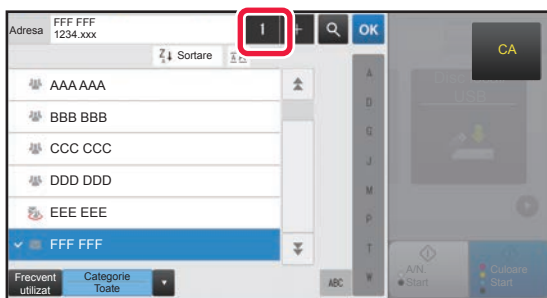 Adresa
FFF FFF
1234.xxx
1
+
OK
CA
Sortare
AAA AAA
BBB BBB
CCC CCC
DDD DDD
EEE EEE
FFF FFF
A
D
G
J
M
P
T
W
USB
Frecvent
utilizat
Categorie
Toate
ABC
A/N
Start
Culoare
Start